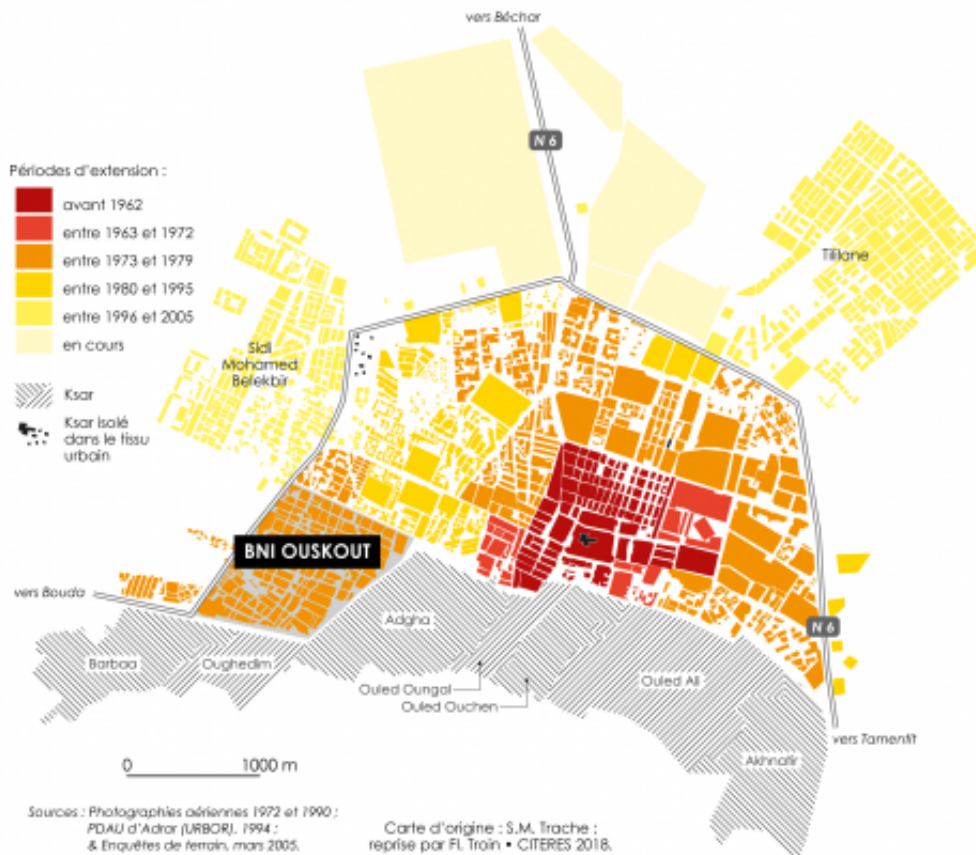 vers Béchar
N 6
Périodes d'extension :
avant 1962
entre 1963 et 1972
entre 1973 et 1979
entre 1980 et 1995
entre 1996 et 2005
en cours
Ksar
Ksar isolé
dans le tissu
urbain
Tililane
Sidi
Mohamed
Belekbir
BNI OUSKOUT
vers Bouda
Adgha
Barbaa
Oughedim
Ouled Oungal
Ouled Ouchen
Ouled Ali
N 6
vers Tamentit
Akhnafir
0 1000 m
Sources : Photographies aériennes 1972 et 1990 ;
PDAU d'Adrar (URBOR), 1994 ;
& Enquêtes de terrain, mars 2005.
Carte d'origine : S.M. Trache ;
reprise par Fl. Troin • CITERES 2018.